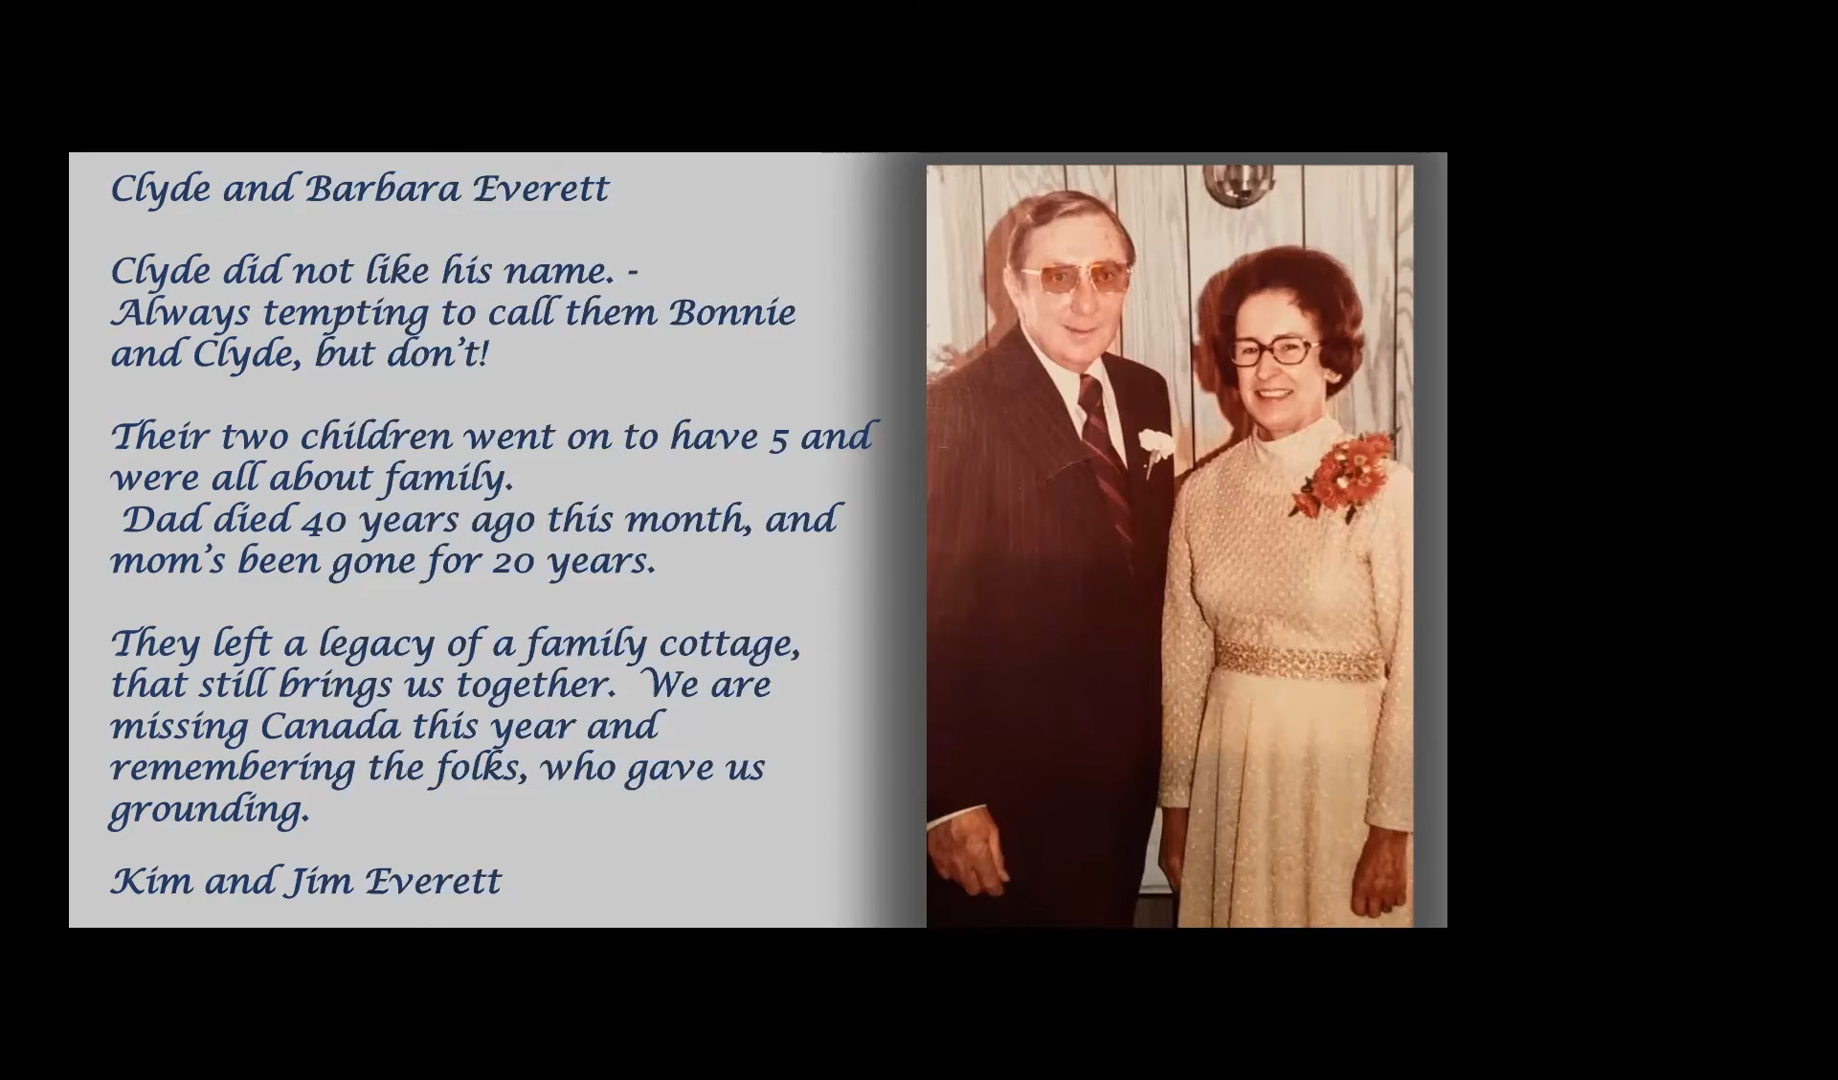 Clyde and Barbara Everett
Clyde did not like his name. -
Always tempting to call them Bonnie
and Clyde, but don't!
Their two children went on to have 5 and
were all about family.
Dad died 40 years ago this month, and
mom's been gone for 20 years.
They left a legacy of a family cottage,
that still brings us together. We are
missing Canada this year and
remembering the folks, who gave us
grounding.
Kim and Jim Everett